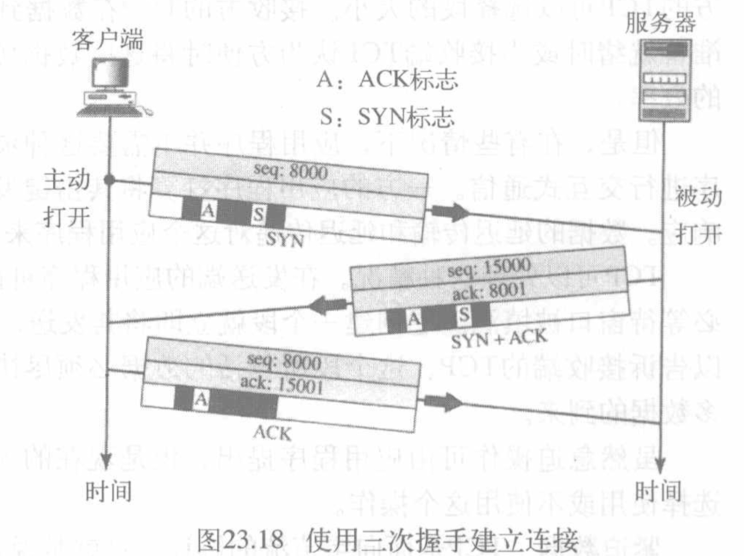 客户端
服务器
A：ACK标志
S：SYN标志
主动
打开
seq: 8000
A
S
SYN
被动
打开
seq: 15000
ack: 8001
A
S
SYN + ACK
seq: 8000
ack: 15001
A
ACK
时间
时间
图23.18 使用三次握手建立连接